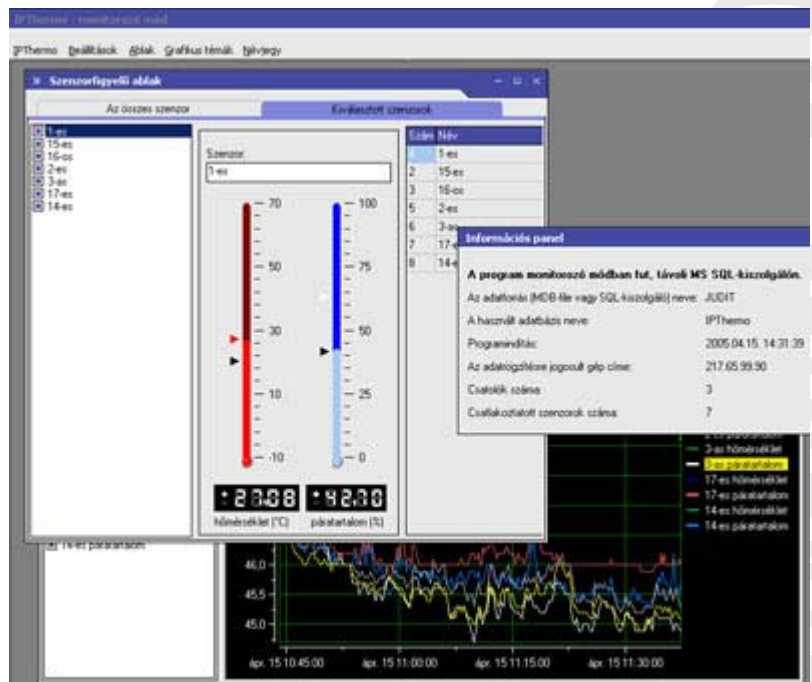 IPThermo - monitorozó mód
IPThermo Beállítások Ablak Grafikus témák Névjegy
Szenzorfigyelő ablak
Az összes szenzor
Kiválasztott szenzorok
1-es
15-es
16-os
2-es
3-as
17-es
14-es
Szenzor:
1-es
70
50
30
10
-10
100
75
50
25
0
hőmérséklet (°C)
páratartalom (%)
Szám Név
1-es
2 15-es
3 16-os
5 2-es
6 3-as
7
8
Információs panel
A program monitorozó módban fut, távoli MS SQL-kiszolgálón.
Az adatforrás (MDB-file vagy SQL-kiszolgáló) neve: JUDIT
A használt adatbázis neve: IPThermo
Programindítás: 2005.04.15. 14:31:39
Az adatrögzítésre jogosult gép címe: 217.65.99.90
Csatolók száma: 3
Csatlakoztatott szenzorok száma: 7
3-as hőmérséklet
3-as páratartalom
17-es hőmérséklet
17-es páratartalom
14-es hőmérséklet
14-es páratartalom
14-es páratartalom
46,0
45,5
45,0
ápr. 15 10:45:00
ápr. 15 11:00:00
ápr. 15 11:15:00
ápr. 15 11:30:00